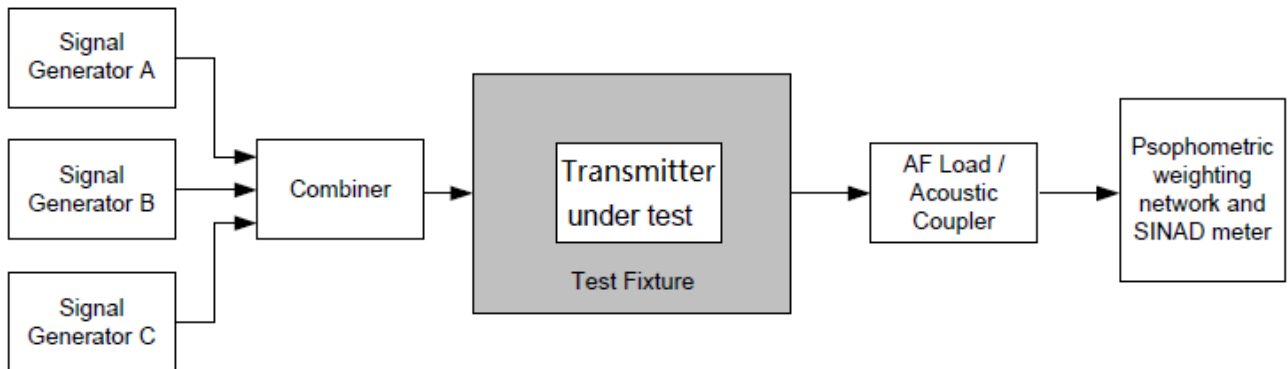 Signal
Generator A
Signal
Generator B
Signal
Generator C
Combiner
Transmitter
under test
Test Fixture
AF Load /
Acoustic
Coupler
Psophometric
weighting
network and
SINAD meter